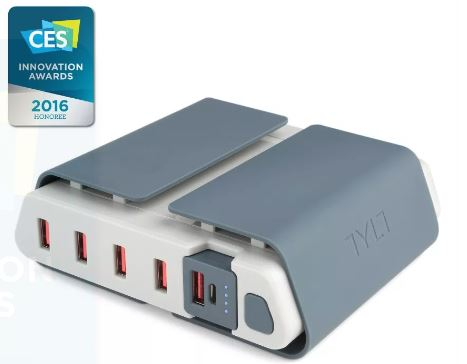 CES
INNOVATION
AWARDS
2016
HONOREE
TYLT